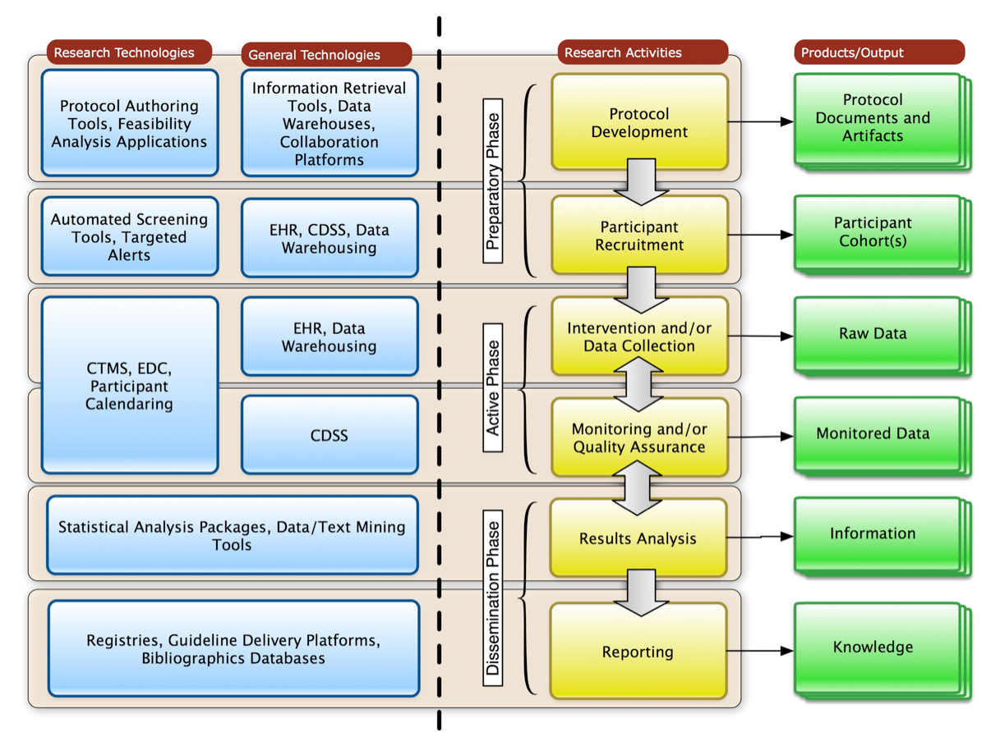 Research Technologies
General Technologies
Research Activities
Products/Output
Protocol Authoring
Tools, Feasibility
Analysis Applications
Information Retrieval
Tools, Data
Warehouses,
Collaboration
Platforms
Preparatory Phase
Protocol
Development
Protocol
Documents and
Artifacts
Automated Screening
Tools, Targeted
Alerts
EHR, CDSS, Data
Warehousing
Participant
Recruitment
Participant
Cohort(s)
CTMS, EDC,
Participant
Calendaring
EHR, Data
Warehousing
Active Phase
Intervention and/or
Data Collection
Raw Data
CDSS
Monitoring and/or
Quality Assurance
Monitored Data
Statistical Analysis Packages, Data/Text Mining
Tools
Dissemination Phase
Results Analysis
Information
Registries, Guideline Delivery Platforms,
Bibliographics Databases
Reporting
Knowledge